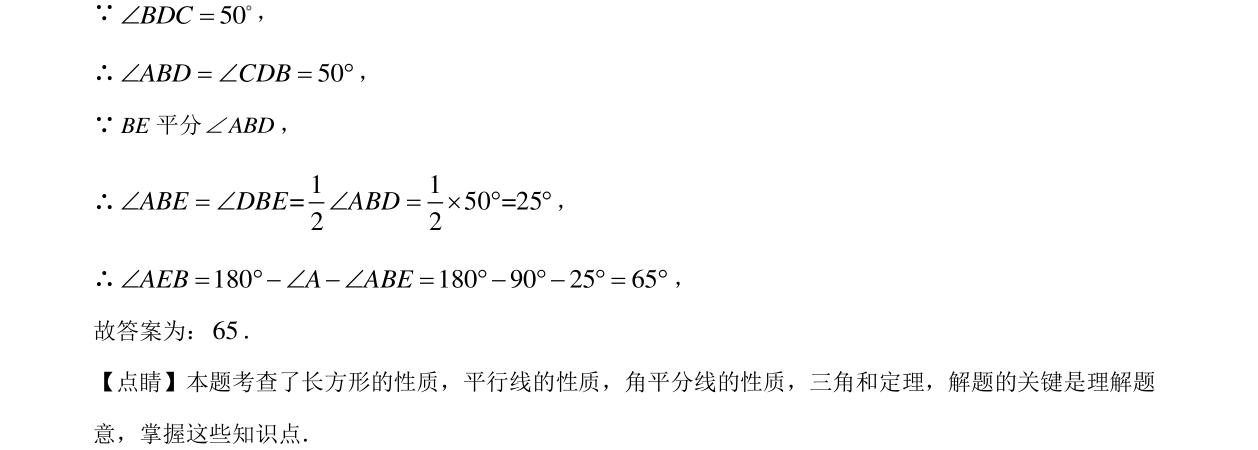 ∵ ∠BDC = 50°，
∴ ∠ABD = ∠CDB = 50°，
∵ BE 平分∠ABD，
∴ ∠ABE = ∠DBE=1/2∠ABD = 1/2×50°=25°，
∴ ∠AEB =180°−∠A−∠ABE =180°−90°−25° = 65°，
故答案为：65．
【点睛】本题考查了长方形的性质，平行线的性质，角平分线的性质，三角和定理，解题的关键是理解题
意，掌握这些知识点．